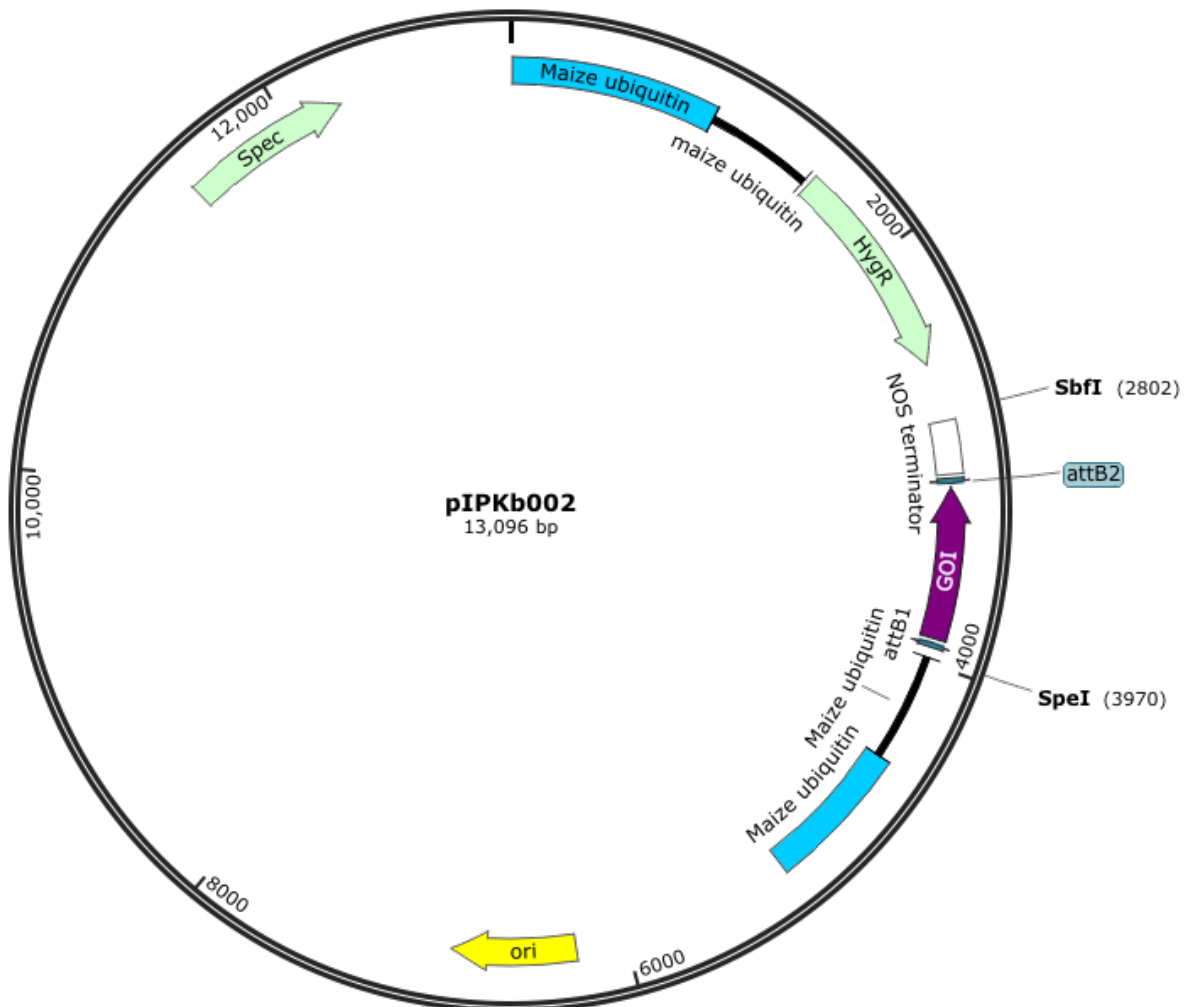 Maize ubiquitin
maize ubiquitin
12,000
Spec
2000
HygR
SbfI (2802)
NOS terminator
attB2
pIPKb002
13,096 bp
10,000
GOI
attB1
Maize ubiquitin
4000
SpeI (3970)
Maize ubiquitin
8000
ori
6000